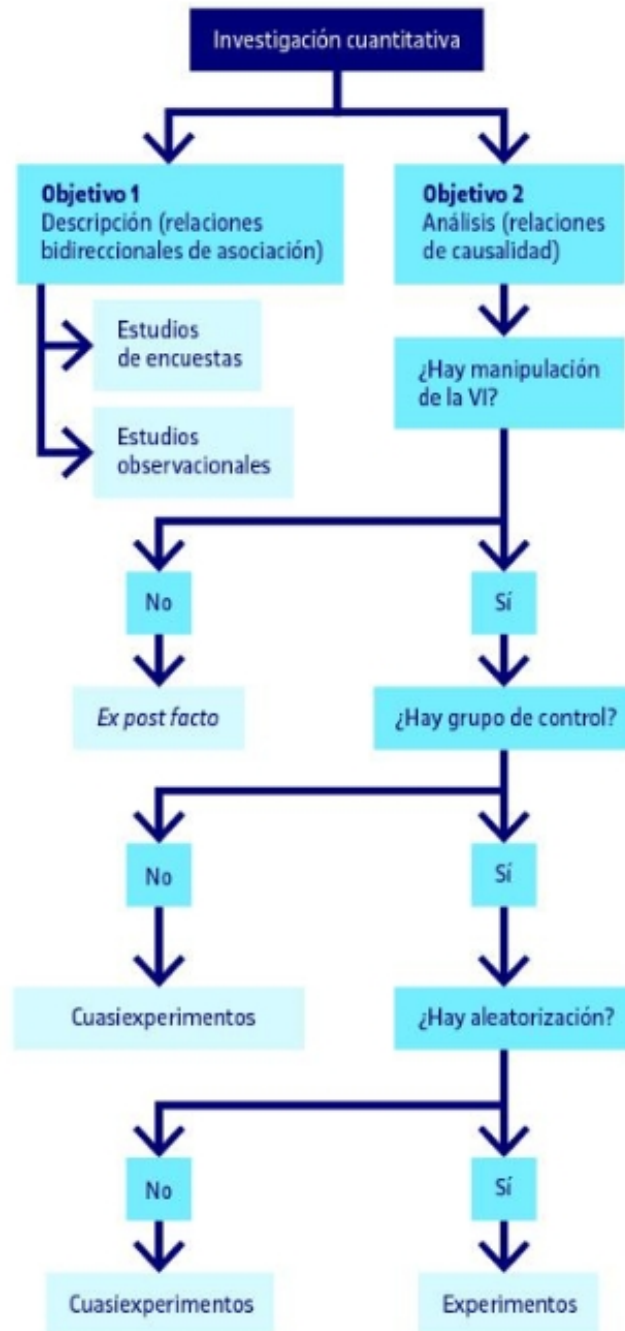 Investigación cuantitativa
Objetivo 1
Descripción (relaciones
bidireccionales de asociación)
Estudios
de encuestas
Estudios
observacionales
Objetivo 2
Análisis (relaciones
de causalidad)
¿Hay manipulación
de la VI?
No
Sí
Ex post facto
¿Hay grupo de control?
No
Sí
Cuasiexperimentos
¿Hay aleatorización?
No
Sí
Cuasiexperimentos
Experimentos